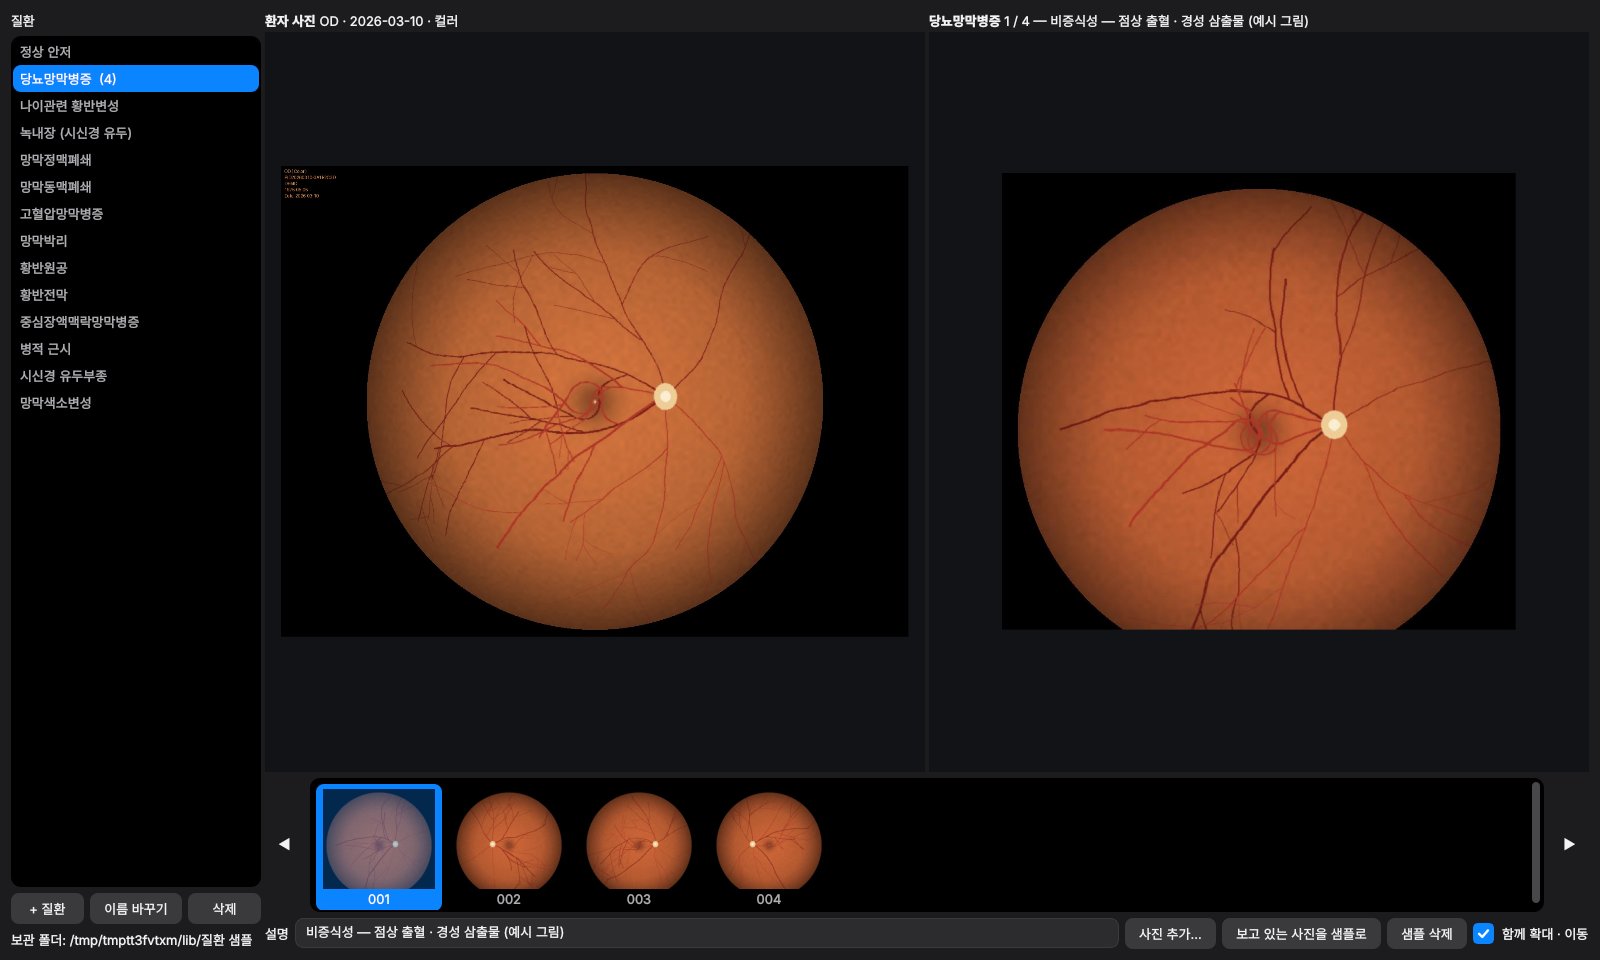 질환
환자 사진 OD · 2026-03-10 · 컬러
당뇨망막병증 1 / 4 — 비증식성 — 점상 출혈 · 경성 삼출물 (예시 그림)
정상 안저
당뇨망막병증 (4)
나이관련 황반변성
녹내장 (시신경 유두)
망막정맥폐쇄
망막동맥폐쇄
고혈압망막병증
망막박리
황반원공
황반전막
중심장액맥락망막병증
병적 근시
시신경 유두부종
망막색소변성
001
002
003
004
+ 질환
이름 바꾸기
삭제
보관 폴더: /tmp/tmptt3fvtxm/lib/질환 샘플
설명
비증식성 — 점상 출혈 · 경성 삼출물 (예시 그림)
사진 추가...
보고 있는 사진을 샘플로
샘플 삭제
함께 확대 · 이동